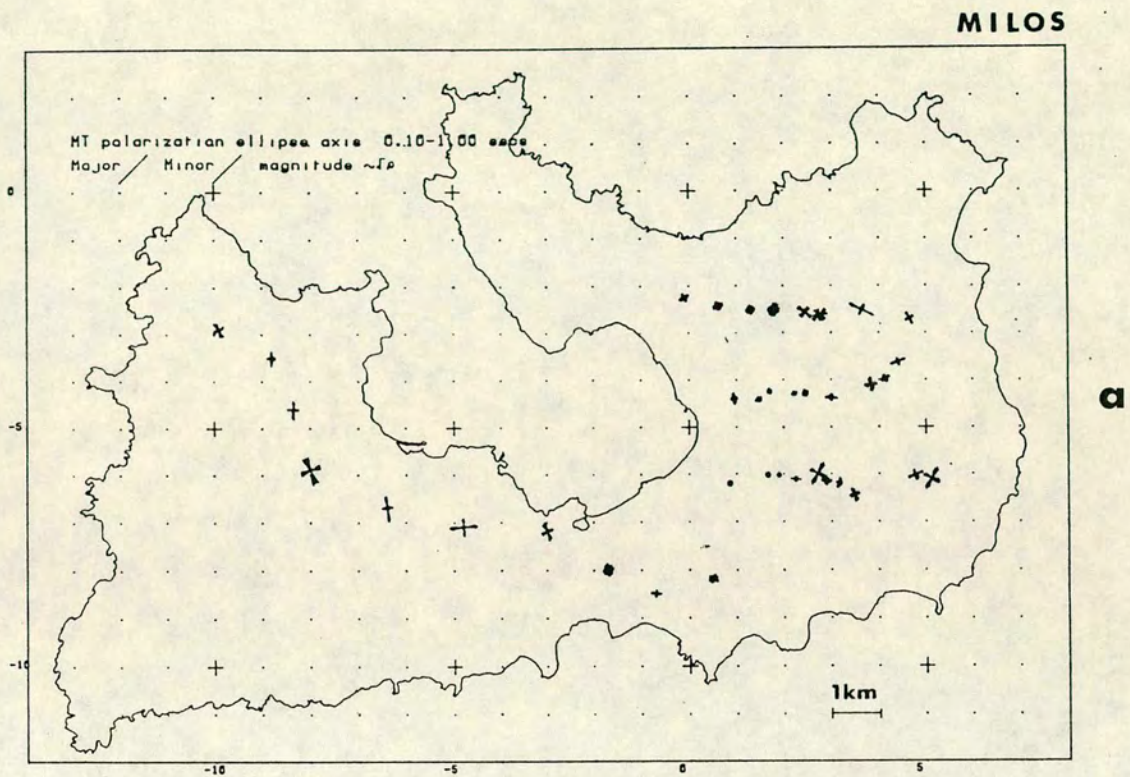 MILOS
MT polarization ellipse axis 0.10-1.00 secs
Major Minor magnitude ~√ρ
0
-5
a
-10
1km
-10 -5 0 5